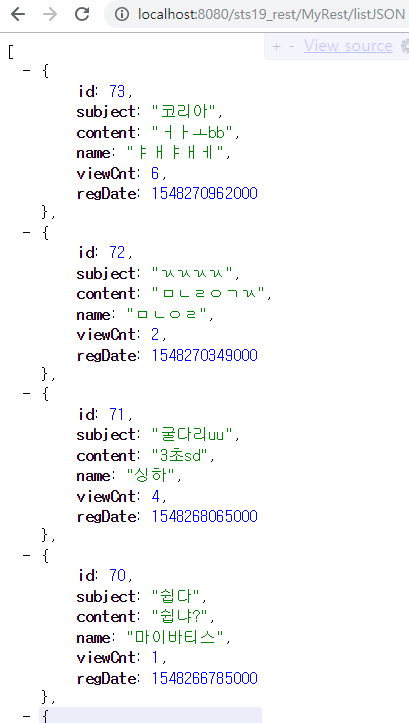 localhost:8080/sts19_rest/MyRest/listJSON
+ - View source
[
- {
id: 73,
subject: "코리아",
content: "ㅓㅏㅗbb",
name: "ㅑㅐㅑㅐㅔ",
viewCnt: 6,
regDate: 1548270962000
},
- {
id: 72,
subject: "ㄳㄳㄳㄳ",
content: "ㅁㄴㄹㅇㄱㄳ",
name: "ㅁㄴㅇㄹ",
viewCnt: 2,
regDate: 1548270349000
},
- {
id: 71,
subject: "굴다리uu",
content: "3초sd",
name: "싱하",
viewCnt: 4,
regDate: 1548268065000
},
- {
id: 70,
subject: "쉽다",
content: "쉽냐?",
name: "마이바티스",
viewCnt: 1,
regDate: 1548266785000
},
- {